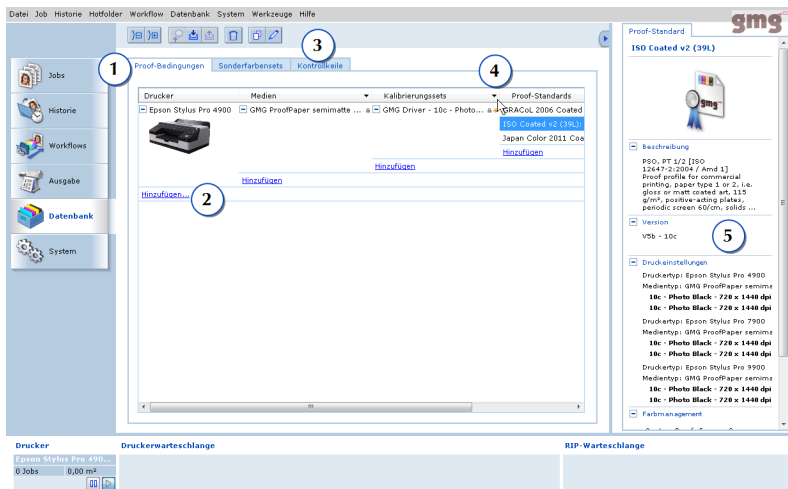 Datei Job Historie Hotfolder Workflow Datenbank System Werkzeuge Hilfe
gmg
Jobs
Historie
Workflows
Ausgabe
Datenbank
System
1
Proof-Bedingungen Sonderfarbensets Kontrollkeile
3
4
Drucker Medien Kalibrierungssets Proof-Standards
Epson Stylus Pro 4900 GMG ProofPaper semimatte ... a GMG Driver - 10c - Photo... a GRACoL 2006 Coated
ISO Coated v2 (39L):
Japan Color 2011 Coa
Hinzufügen
Hinzufügen
Hinzufügen
Hinzufügen...
2
Proof-Standard
ISO Coated v2 (39L)
gmg
Beschreibung
PSO, PT 1/2 [ISO
12647-2:2004 / Amd 1]
Proof profile for commercial
printing, paper type 1 or 2, i.e.
gloss or matt coated art, 115
g/m², positive-acting plates,
periodic screen 60/cm, solids ...
Version
V5b - 10c
5
Druckeinstellungen
Druckertyp: Epson Stylus Pro 4900
Medientyp: GMG ProofPaper semima
10c - Photo Black - 720 x 1440 dpi
10c - Photo Black - 720 x 1440 dpi
Druckertyp: Epson Stylus Pro 7900
Medientyp: GMG ProofPaper semima
10c - Photo Black - 720 x 1440 dpi
10c - Photo Black - 720 x 1440 dpi
Druckertyp: Epson Stylus Pro 9900
Medientyp: GMG ProofPaper semima
10c - Photo Black - 720 x 1440 dpi
10c - Photo Black - 720 x 1440 dpi
Farbmanagement
Drucker Druckerwarteschlange RIP-Warteschlange
Epson Stylus Pro 490...
0 Jobs 0,00 m²